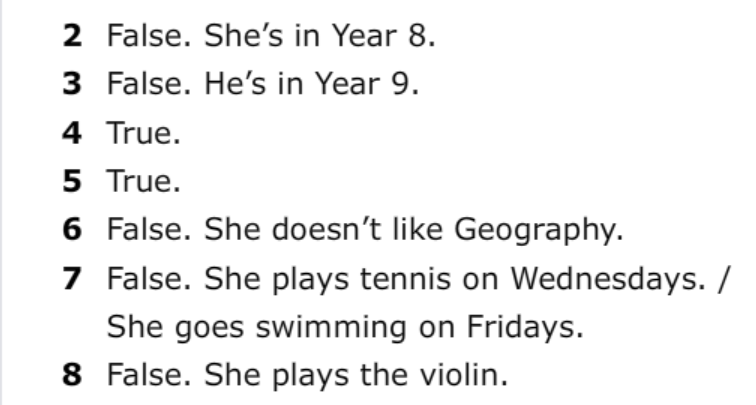 2 False. She’s in Year 8.
3 False. He’s in Year 9.
4 True.
5 True.
6 False. She doesn’t like Geography.
7 False. She plays tennis on Wednesdays. /
She goes swimming on Fridays.
8 False. She plays the violin.